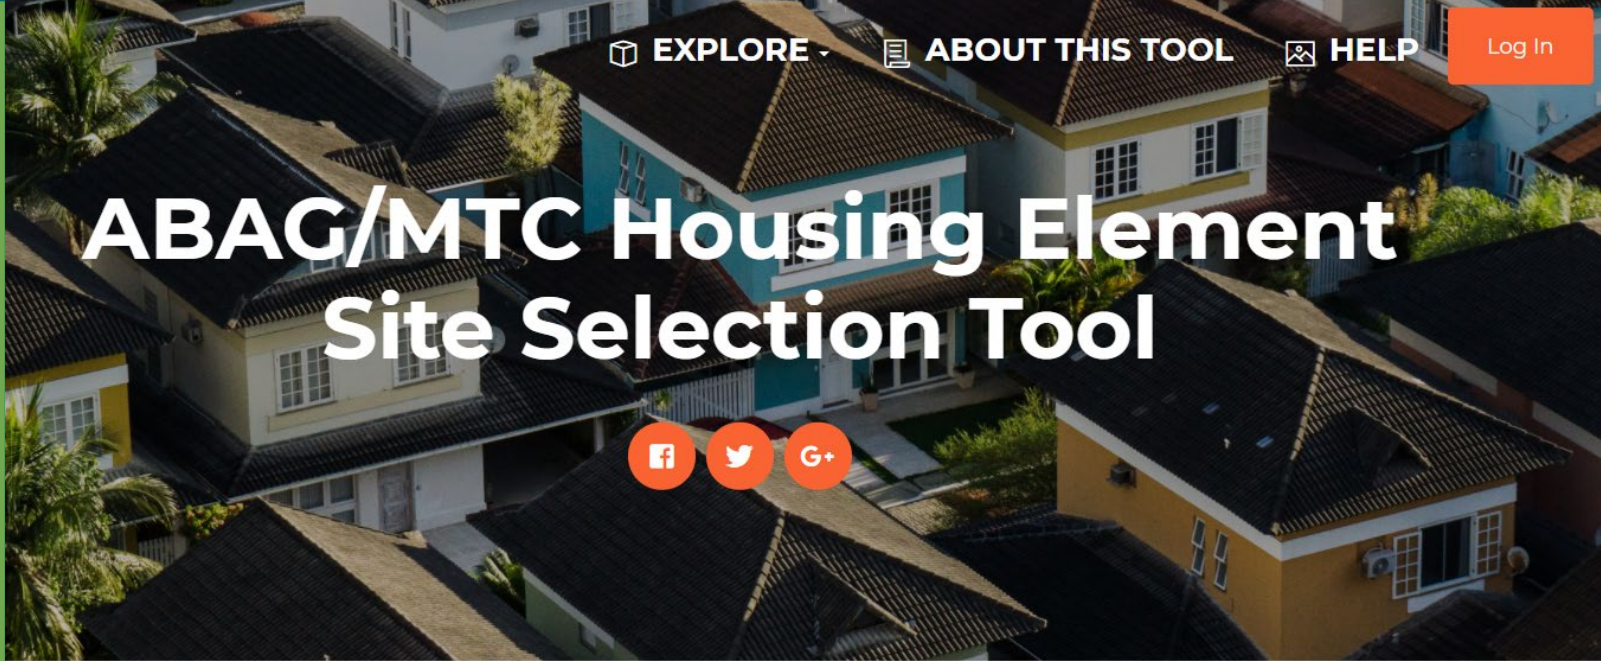 EXPLORE
ABOUT THIS TOOL
HELP
Log In
ABAG/MTC Housing Element
Site Selection Tool
G+